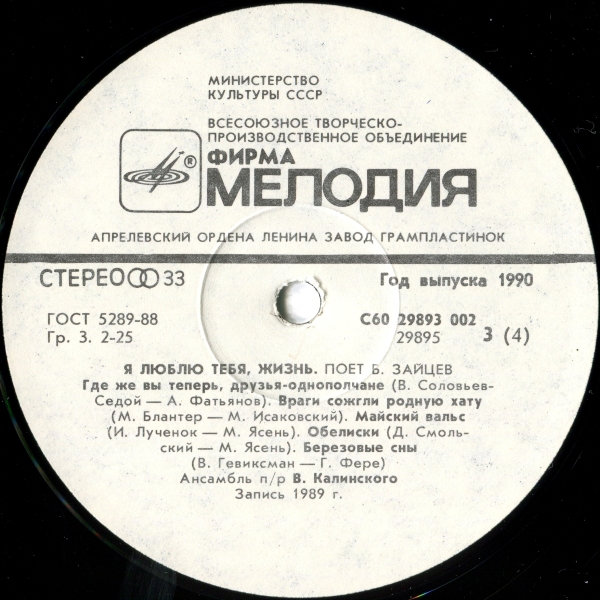 МИНИСТЕРСТВО
КУЛЬТУРЫ СССР
ВСЕСОЮЗНОЕ ТВОРЧЕСКО-
ПРОИЗВОДСТВЕННОЕ ОБЪЕДИНЕНИЕ
ФИРМА
®
МЕЛОДИЯ
АПРЕЛЕВСКИЙ ОРДЕНА ЛЕНИНА ЗАВОД ГРАМПЛАСТИНОК
СТЕРЕО 33
Год выпуска 1990
ГОСТ 5289-88
С60 29893 002
Гр. 3. 2-25
29895 3 (4)
Я ЛЮБЛЮ ТЕБЯ, ЖИЗНЬ. ПОЕТ Б. ЗАЙЦЕВ
Где же вы теперь, друзья-однополчане (В. Соловьев-
Седой — А. Фатьянов). Враги сожгли родную хату
(М. Блантер — М. Исаковский). Майский вальс
(И. Лученок — М. Ясень). Обелиски (Д. Смоль-
ский — М. Ясень). Березовые сны
(В. Гевиксман — Г. Фере)
Ансамбль п/р В. Калинского
Запись 1989 г.